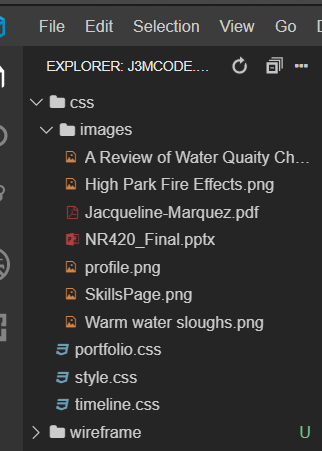 File Edit Selection View Go
EXPLORER: J3MCODE....
css
images
A Review of Water Quaity Ch...
High Park Fire Effects.png
Jacqueline-Marquez.pdf
NR420_Final.pptx
profile.png
SkillsPage.png
Warm water sloughs.png
portfolio.css
style.css
timeline.css
wireframe U